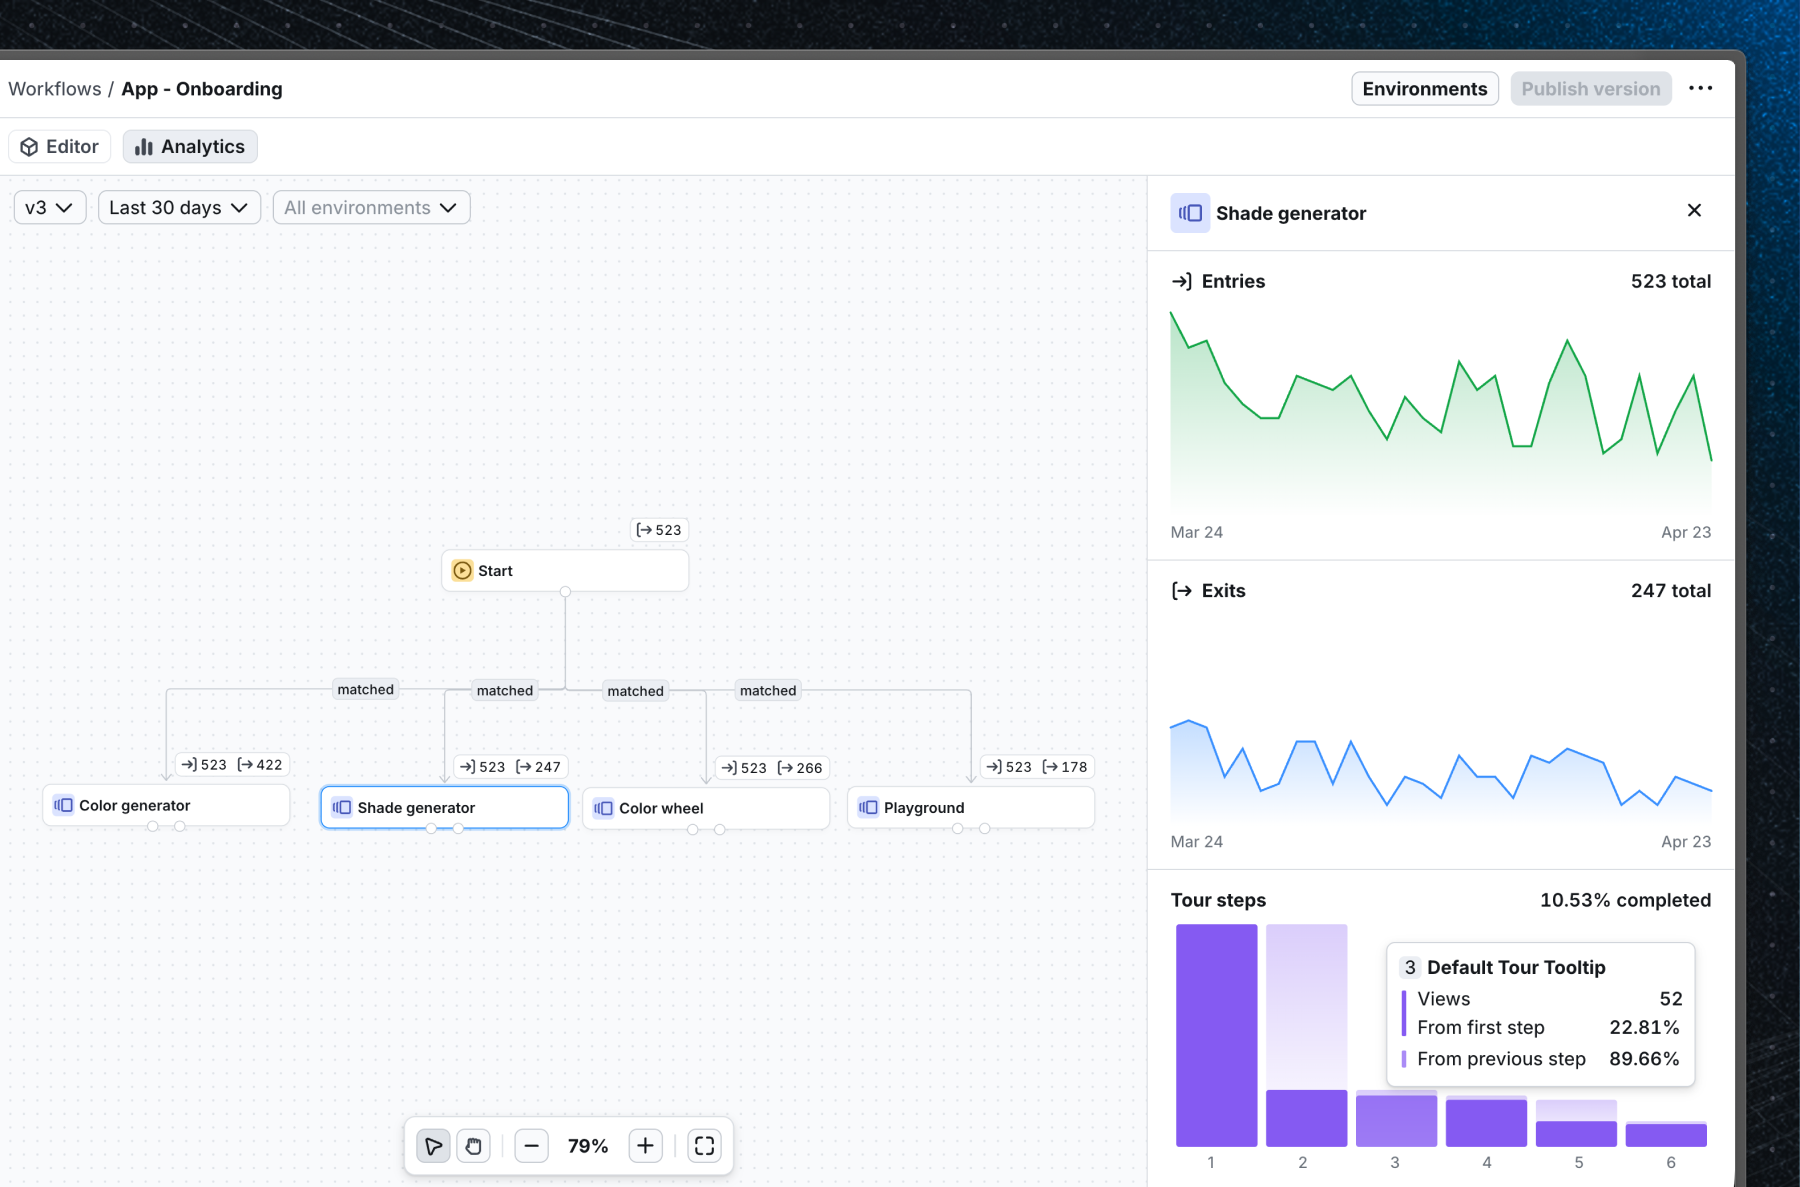 Workflows / App - Onboarding
Environments
Publish version
Editor
Analytics
v3
Last 30 days
All environments
Shade generator
Entries
523 total
Mar 24
Apr 23
Exits
247 total
Mar 24
Apr 23
Tour steps
10.53% completed
3 Default Tour Tooltip
Views 52
From first step 22.81%
From previous step 89.66%
1 2 3 4 5 6
523
Start
matched
matched
matched
matched
523 422
523 247
523 266
523 178
Color generator
Shade generator
Color wheel
Playground
79%